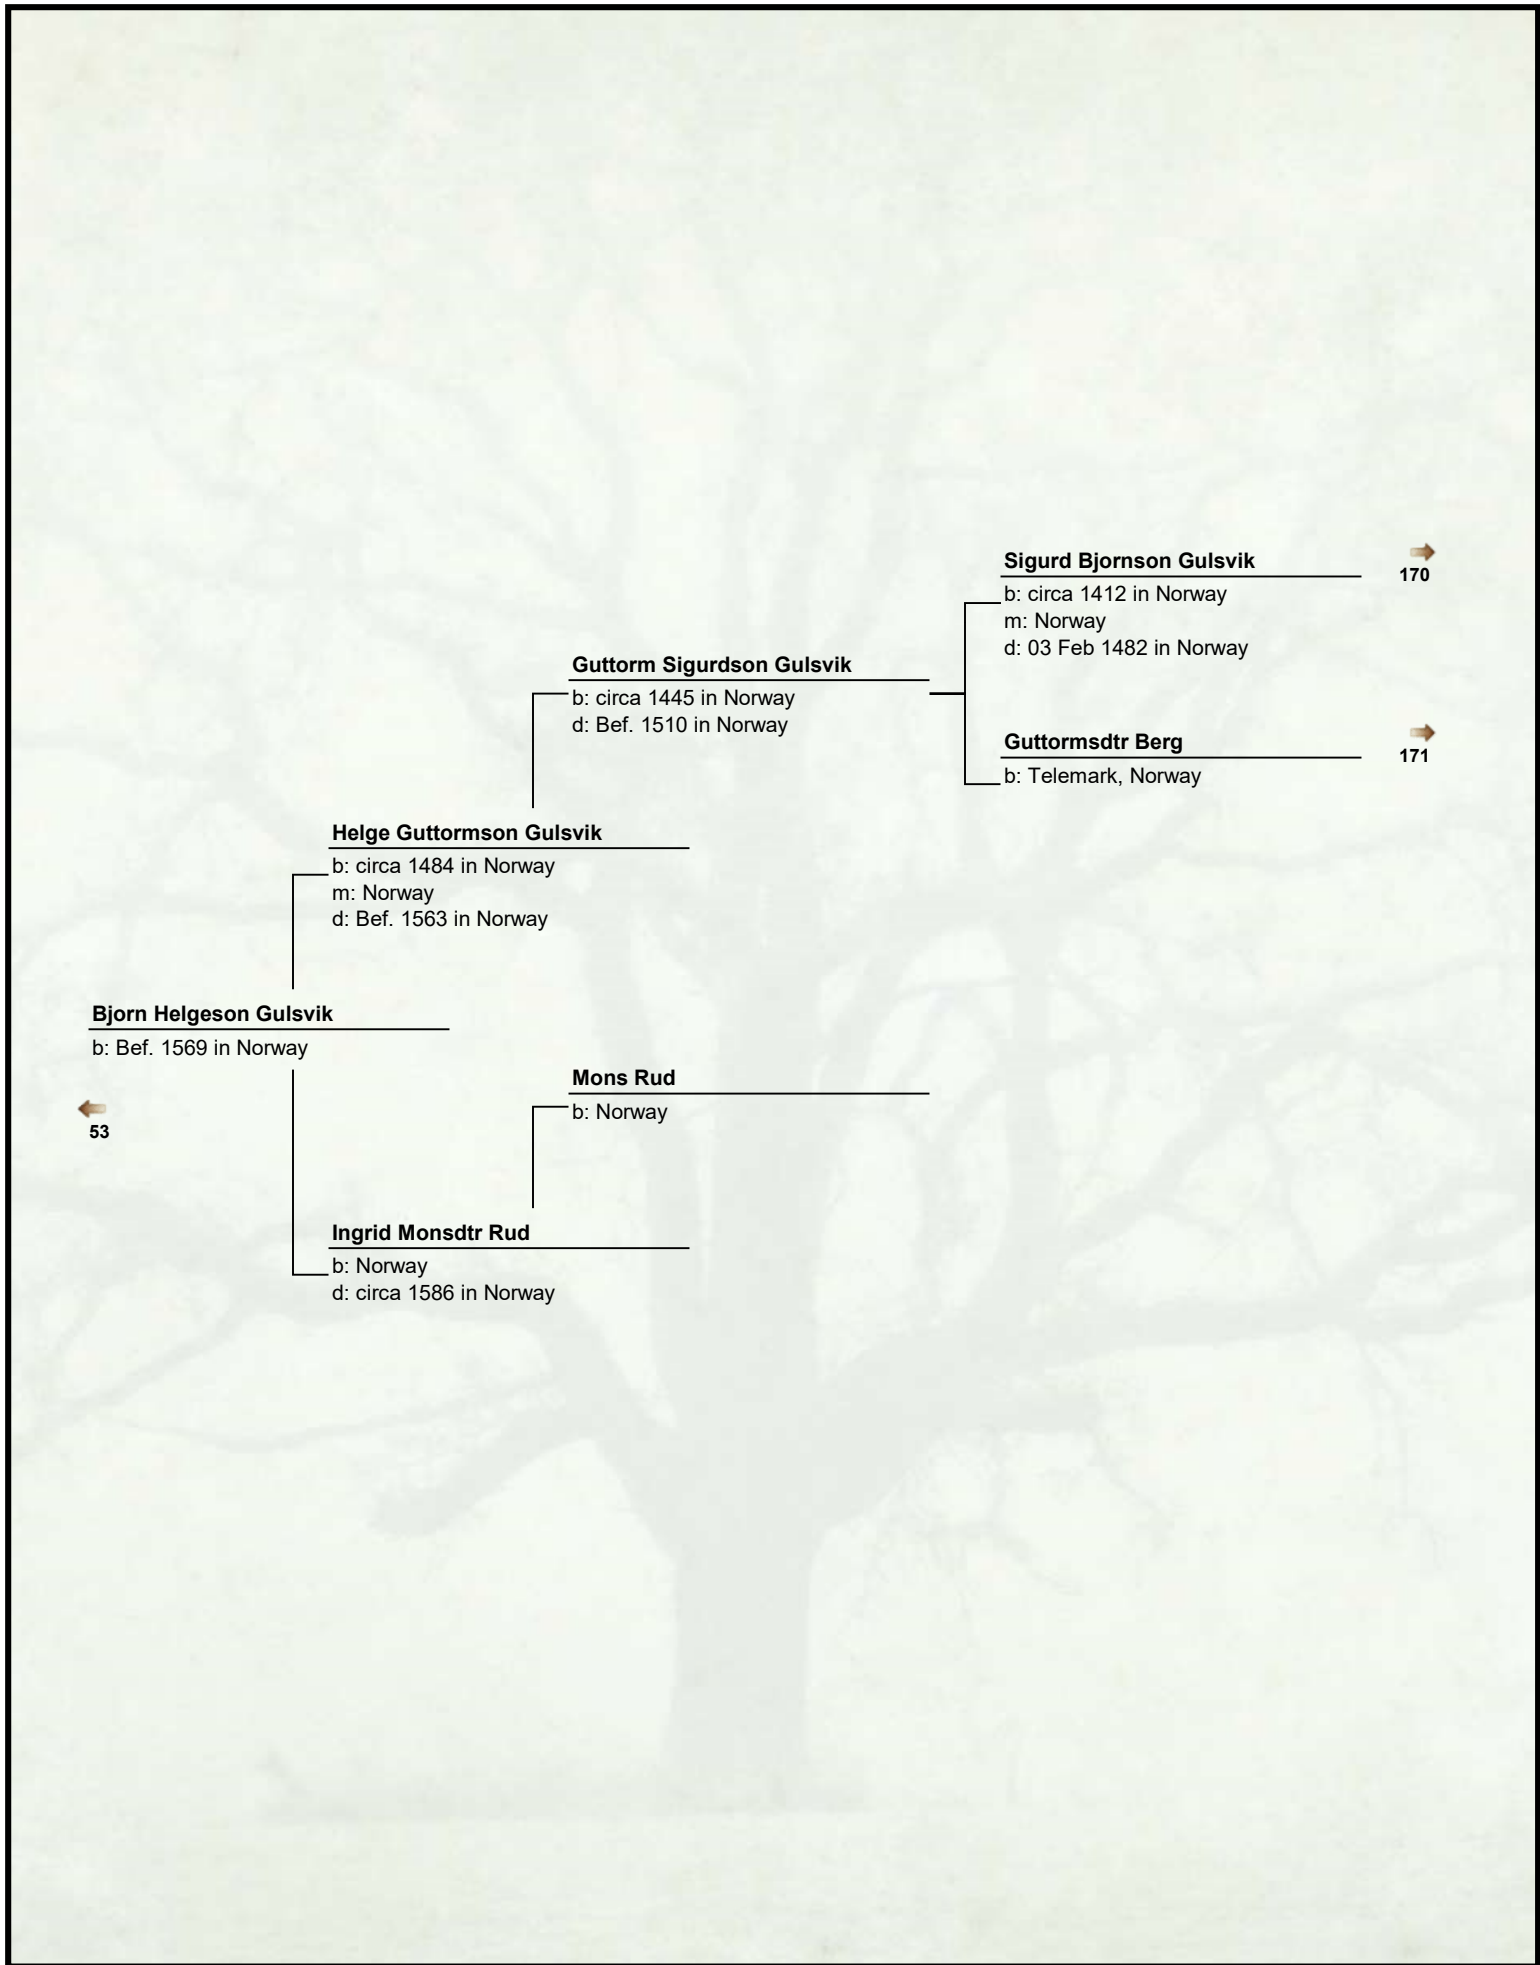 Sigurd Bjornson Gulsvik
b: circa 1412 in Norway
m: Norway
d: 03 Feb 1482 in Norway
170
Guttorm Sigurdson Gulsvik
b: circa 1445 in Norway
d: Bef. 1510 in Norway
Guttormsdtr Berg
b: Telemark, Norway
171
Helge Guttormson Gulsvik
b: circa 1484 in Norway
m: Norway
d: Bef. 1563 in Norway
Bjorn Helgeson Gulsvik
b: Bef. 1569 in Norway
53
Mons Rud
b: Norway
Ingrid Monsdtr Rud
b: Norway
d: circa 1586 in Norway